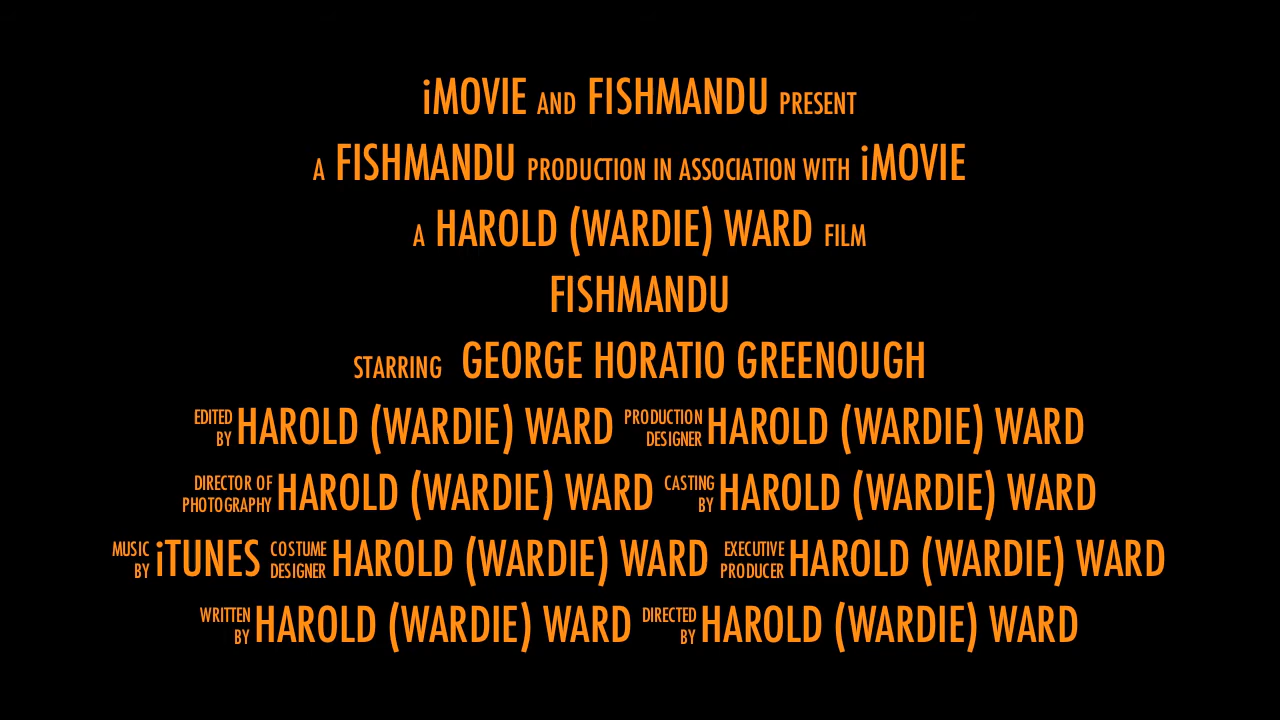 iMOVIE AND FISHMANDU PRESENT
A FISHMANDU PRODUCTION IN ASSOCIATION WITH iMOVIE
A HAROLD (WARDIE) WARD FILM
FISHMANDU
STARRING GEORGE HORATIO GREENOUGH
EDITED BY HAROLD (WARDIE) WARD PRODUCTION DESIGNER HAROLD (WARDIE) WARD
DIRECTOR OF PHOTOGRAPHY HAROLD (WARDIE) WARD CASTING BY HAROLD (WARDIE) WARD
MUSIC BY iTUNES COSTUME DESIGNER HAROLD (WARDIE) WARD EXECUTIVE PRODUCER HAROLD (WARDIE) WARD
WRITTEN BY HAROLD (WARDIE) WARD DIRECTED BY HAROLD (WARDIE) WARD